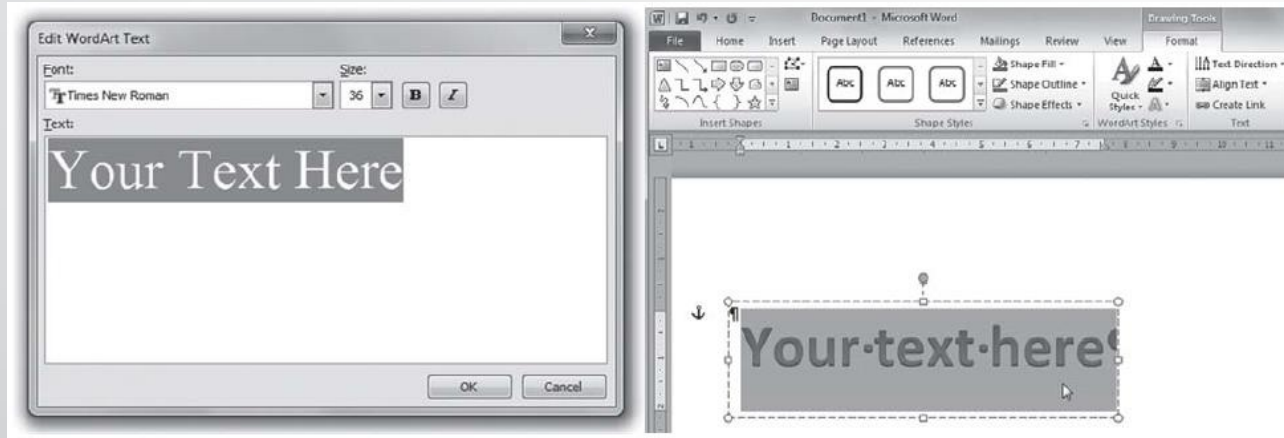 Edit WordArt Text
Font:
Size:
Times New Roman
36
B
I
Text:
Your Text Here
OK
Cancel
Document1 - Microsoft Word
Drawing Tools
File
Home
Insert
Page Layout
References
Mailings
Review
View
Format
Abc
Abc
Abc
Shape Fill
Shape Outline
Shape Effects
Quick
Styles
Text Direction
Align Text
Create Link
Insert Shapes
Shape Styles
WordArt Styles
Text
Your·text·here